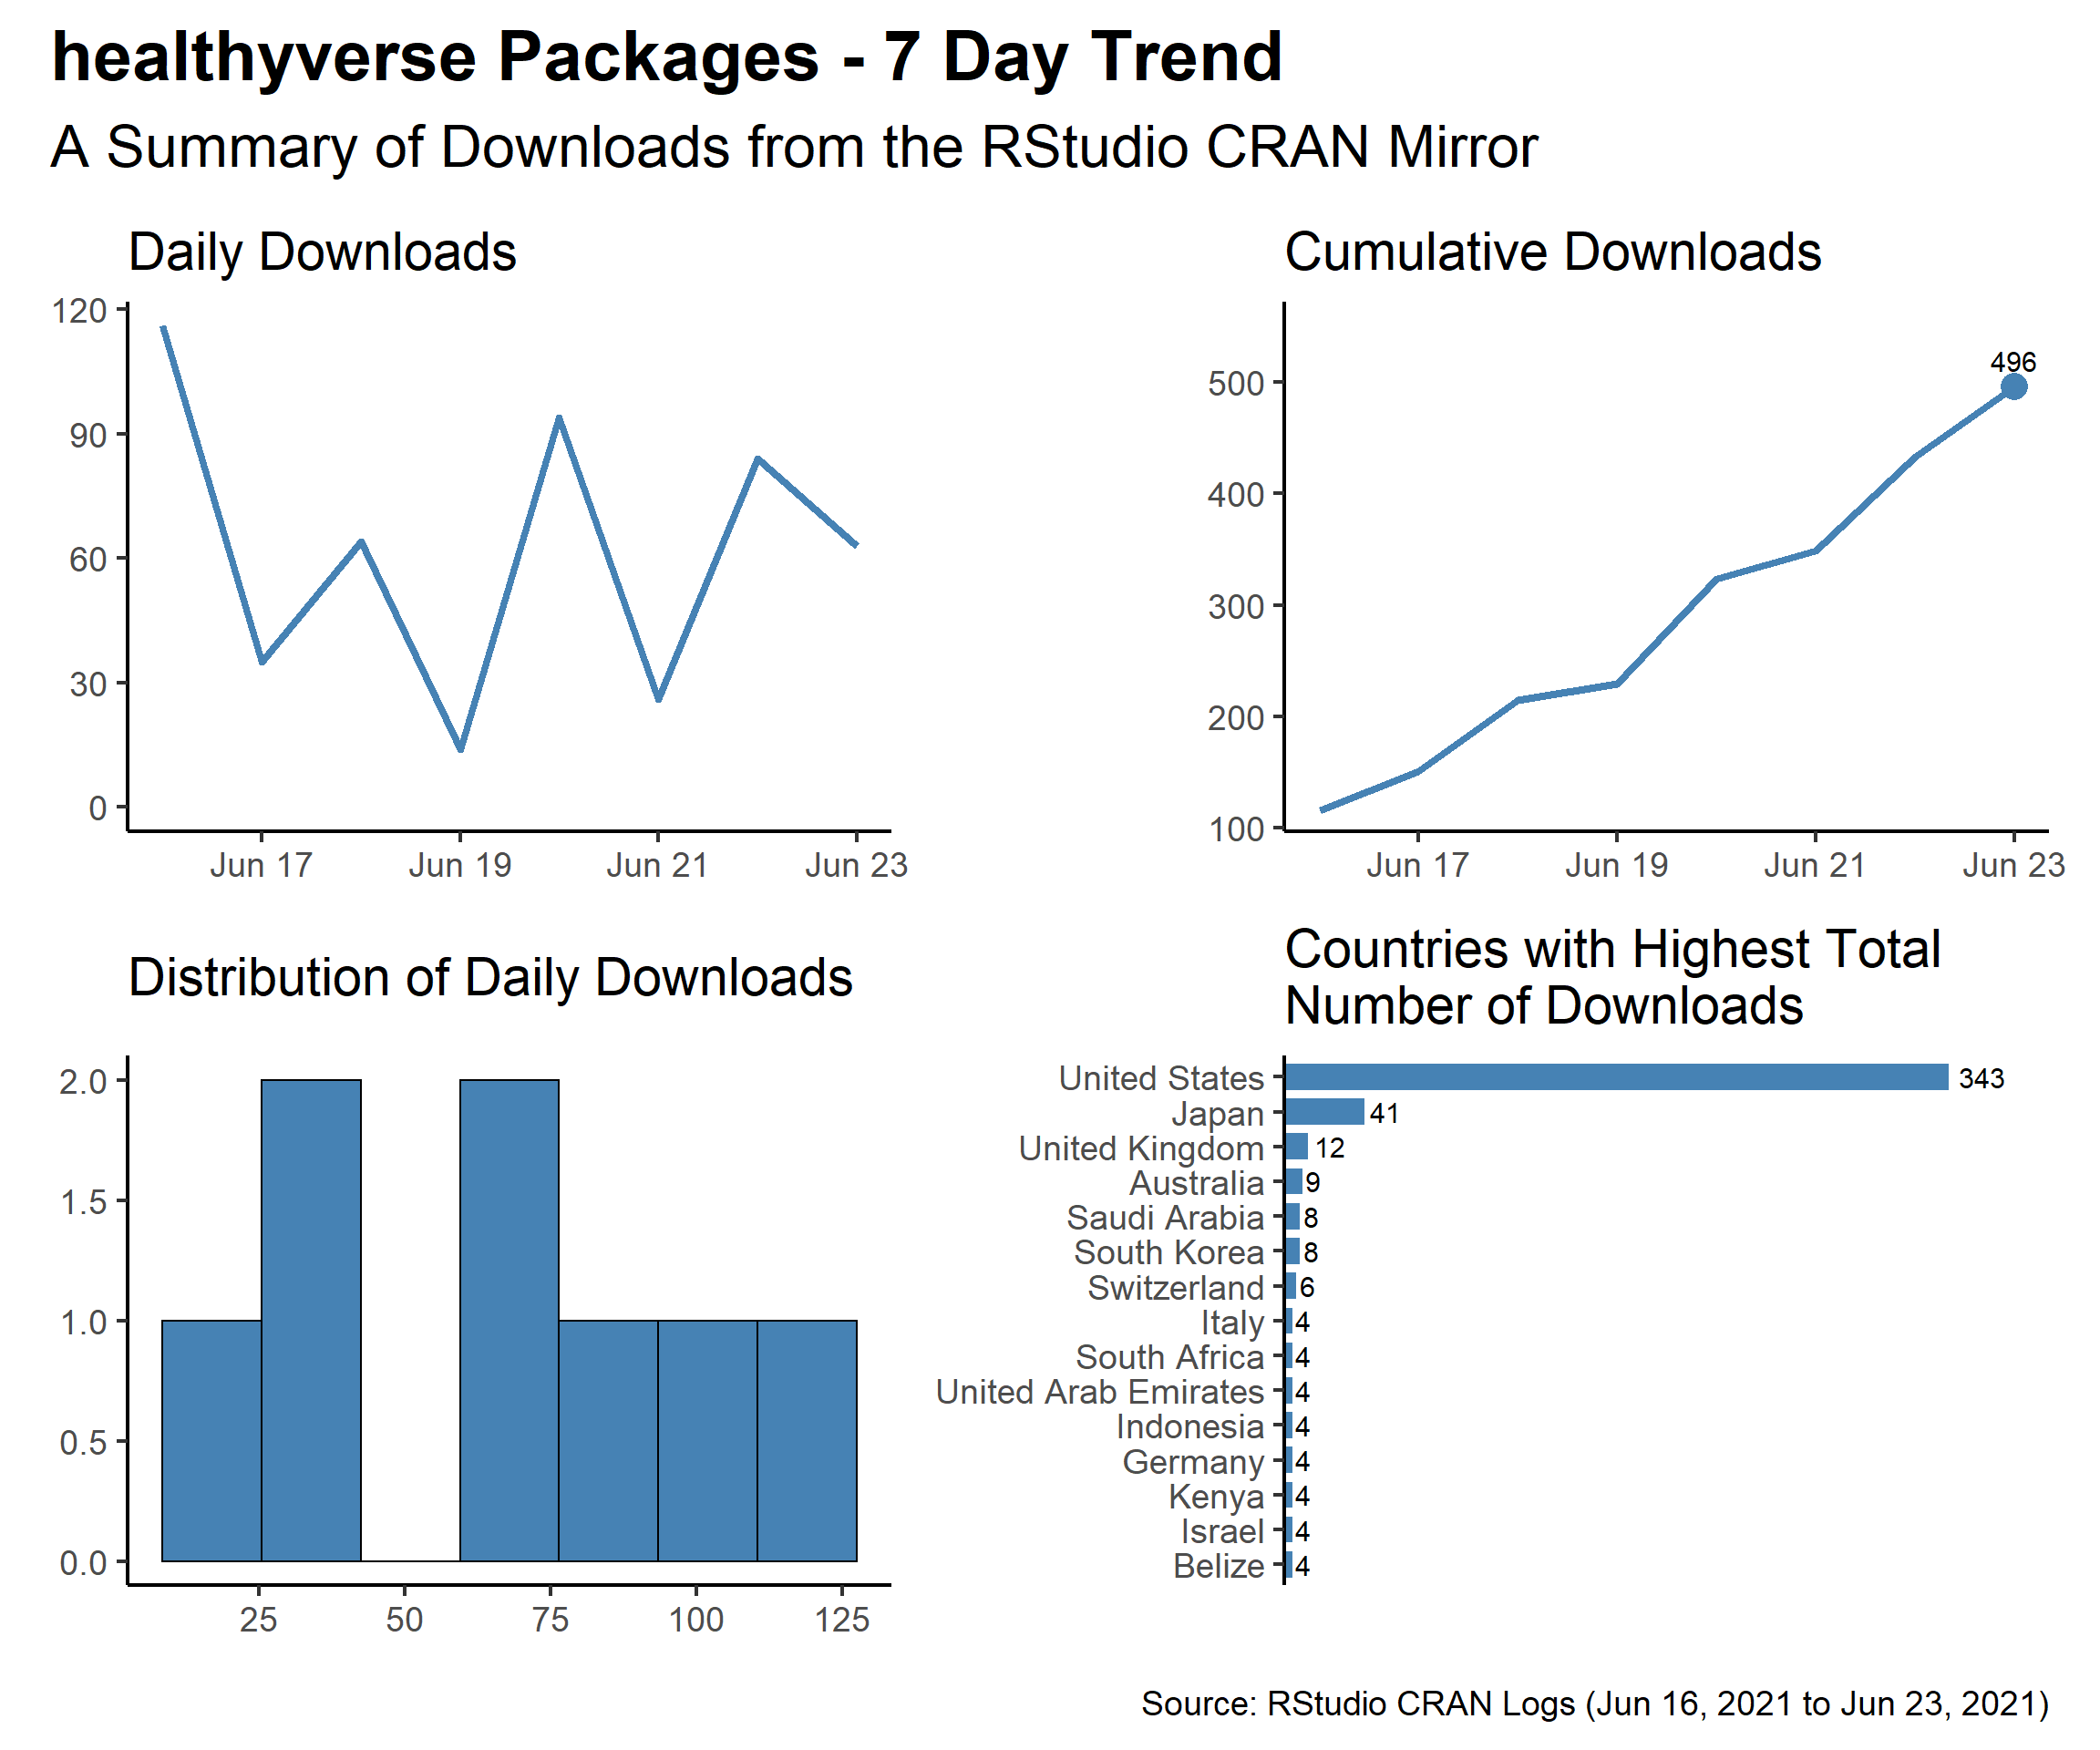 healthyverse Packages - 7 Day Trend
A Summary of Downloads from the RStudio CRAN Mirror
Daily Downloads
120
90
60
30
0
Jun 17 Jun 19 Jun 21 Jun 23
Cumulative Downloads
496
500
400
300
200
100
Jun 17 Jun 19 Jun 21 Jun 23
Distribution of Daily Downloads
2.0
1.5
1.0
0.5
0.0
25 50 75 100 125
Countries with Highest Total
Number of Downloads
United States 343
Japan 41
United Kingdom 12
Australia 9
Saudi Arabia 8
South Korea 8
Switzerland 6
Italy 4
South Africa 4
United Arab Emirates 4
Indonesia 4
Germany 4
Kenya 4
Israel 4
Belize 4
Source: RStudio CRAN Logs (Jun 16, 2021 to Jun 23, 2021)